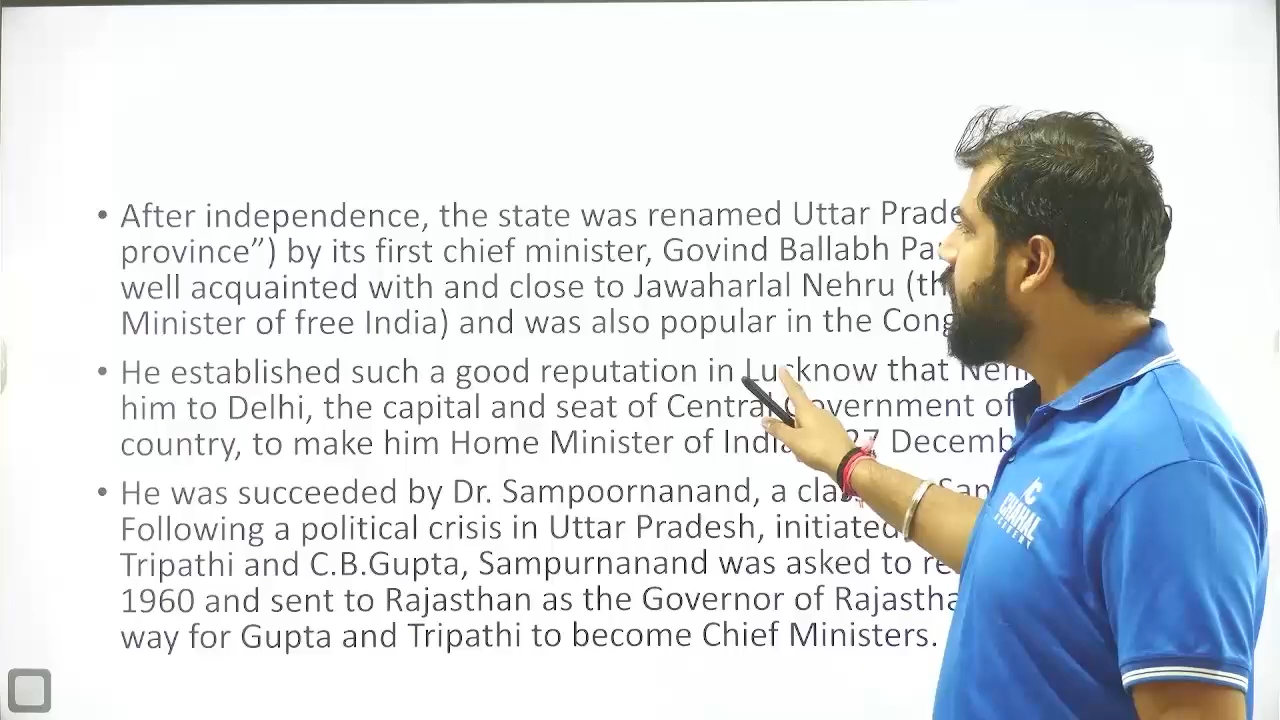 • After independence, the state was renamed Uttar
province”) by its first chief minister, Govind Ballabh
well acquainted with and close to Jawaharlal Nehru
Minister of free India) and was also popular in the
• He established such a good reputation in Lucknow that
him to Delhi, the capital and seat of Central Government of
country, to make him Home Minister of India 27
• He was succeeded by Dr. Sampoornanand, a
Following a political crisis in Uttar Pradesh, initiated
Tripathi and C.B.Gupta, Sampurnanand was asked to
1960 and sent to Rajasthan as the Governor of
way for Gupta and Tripathi to become Chief Ministers.
CHAHAL
ACADEMY